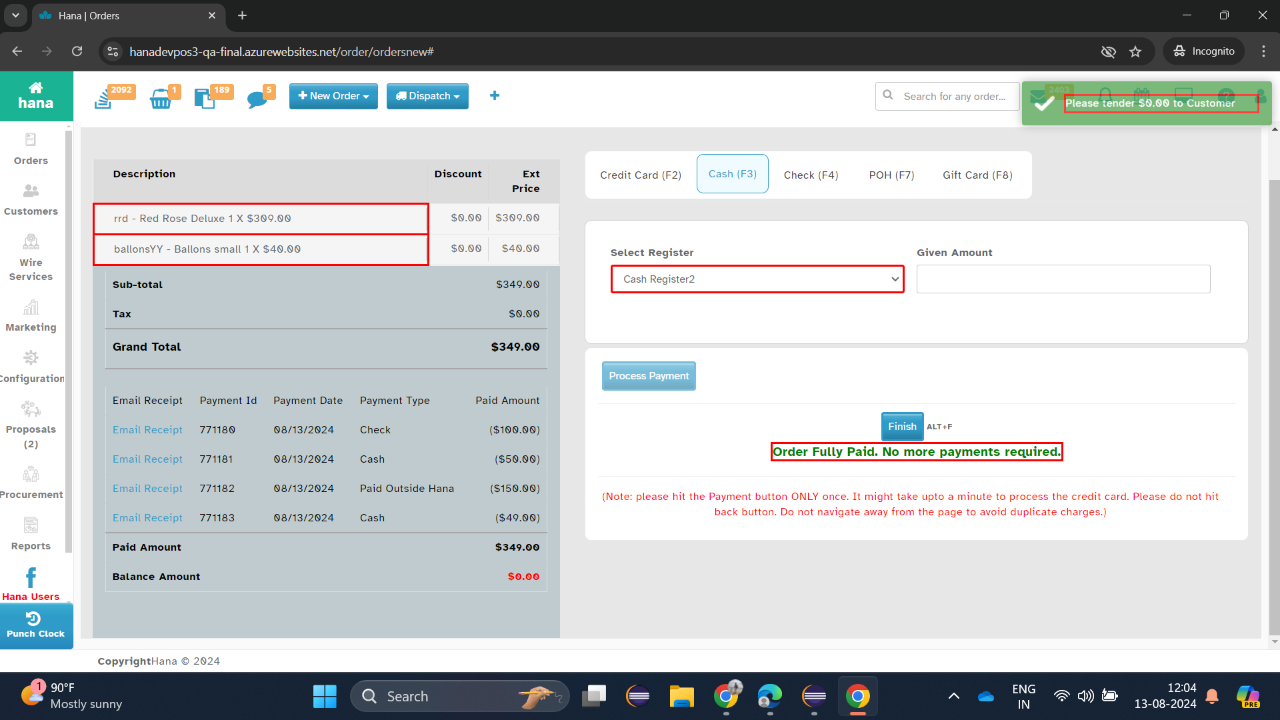 Hana | Orders
hanadevpos3-qa-final.azurewebsites.net/order/ordersnew#
Incognito
hana
2092
1
189
5
New Order
Dispatch
Search for any order...
Please tender $0.00 to Customer
Orders
Customers
Wire
Services
Marketing
Configuration
Proposals
(2)
Procurement
Reports
Hana Users
Punch Clock
Description Discount Ext
Price
rrd - Red Rose Deluxe 1 X $309.00 $0.00 $309.00
ballonsYY - Ballons small 1 X $40.00 $0.00 $40.00
Sub-total $349.00
Tax $0.00
Grand Total $349.00
Email Receipt Payment Id Payment Date Payment Type Paid Amount
Email Receipt 771180 08/13/2024 Check ($100.00)
Email Receipt 771181 08/13/2024 Cash ($50.00)
Email Receipt 771182 08/13/2024 Paid Outside Hana ($150.00)
Email Receipt 771183 08/13/2024 Cash ($49.00)
Paid Amount $349.00
Balance Amount $0.00
Credit Card (F2) Cash (F3) Check (F4) POH (F7) Gift Card (F8)
Select Register Given Amount
Cash Register2
Process Payment
Finish ALT+F
Order Fully Paid. No more payments required.
(Note: please hit the Payment button ONLY once. It might take upto a minute to process the credit card. Please do not hit
back button. Do not navigate away from the page to avoid duplicate charges.)
CopyrightHana © 2024
1
90°F
Mostly sunny
Search
ENG
IN
12:04
13-08-2024
PRE